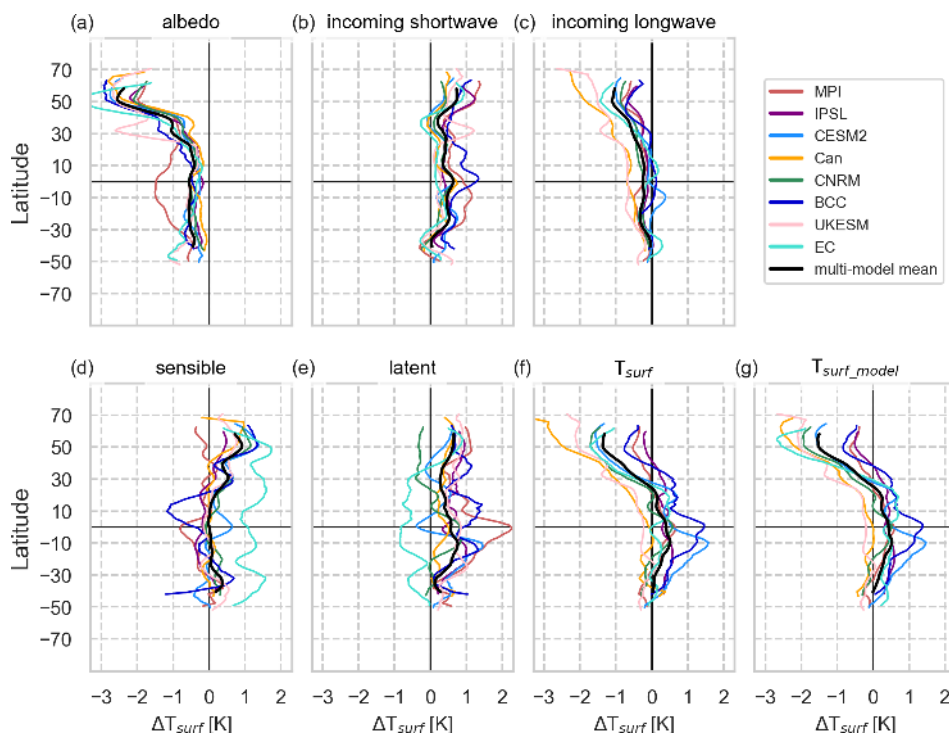 (a) albedo
(b) incoming shortwave
(c) incoming longwave
Latitude
70
50
30
10
−10
−30
−50
−70
MPI
IPSL
CESM2
Can
CNRM
BCC
UKESM
EC
multi-model mean
(d) sensible
(e) latent
(f) T_surf
(g) T_surf_model
Latitude
70
50
30
10
−10
−30
−50
−70
−3 −2 −1 0 1 2
−3 −2 −1 0 1 2
−3 −2 −1 0 1 2
−3 −2 −1 0 1 2
ΔT_surf [K]
ΔT_surf [K]
ΔT_surf [K]
ΔT_surf [K]